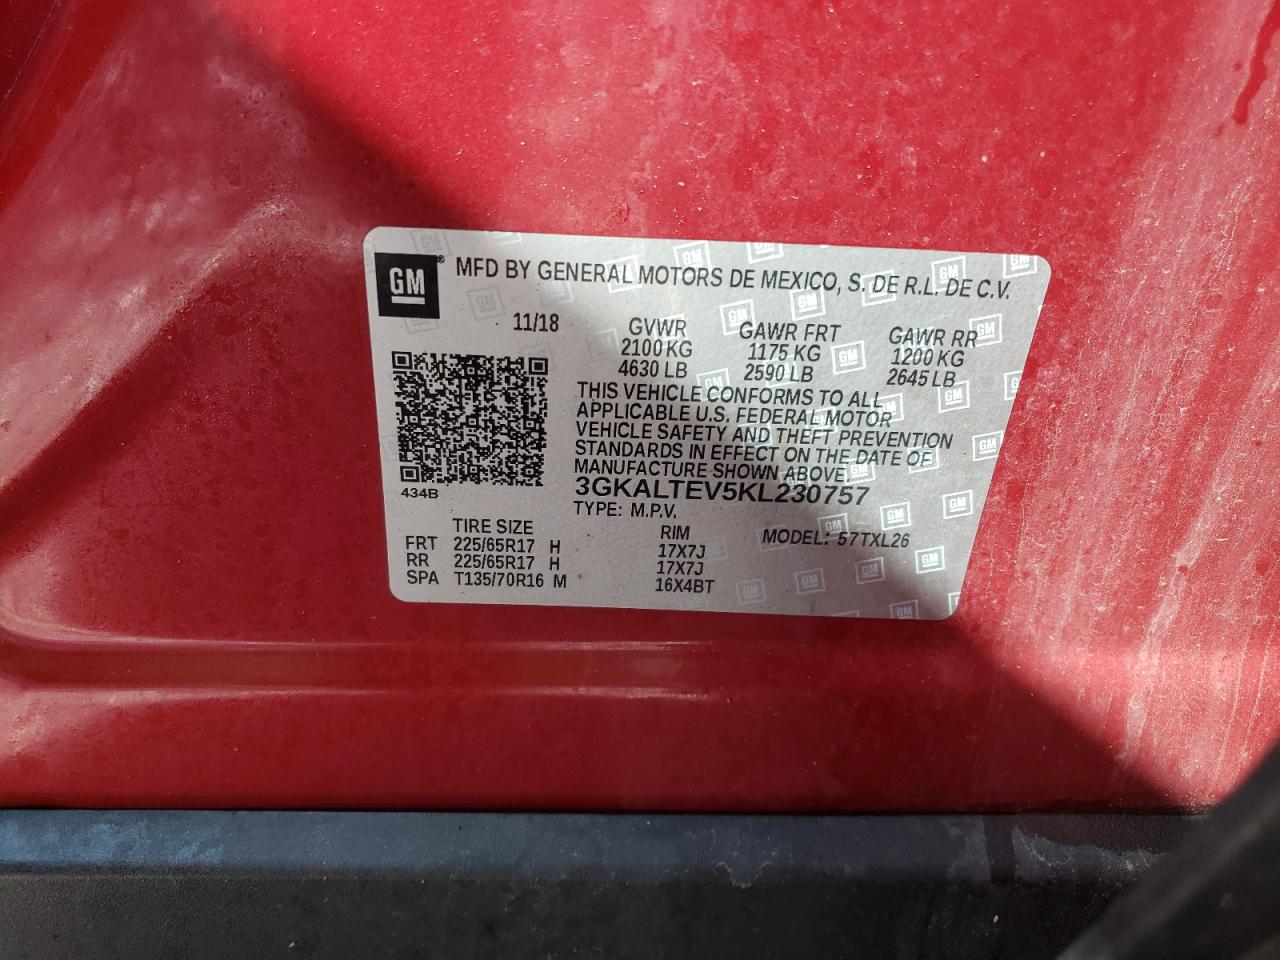 GM® MFD BY GENERAL MOTORS DE MEXICO, S. DE R.L. DE C.V.
11/18 GVWR GAWR FRT GAWR RR
2100 KG 1175 KG 1200 KG
4630 LB 2590 LB 2645 LB
THIS VEHICLE CONFORMS TO ALL
APPLICABLE U.S. FEDERAL MOTOR
VEHICLE SAFETY AND THEFT PREVENTION
STANDARDS IN EFFECT ON THE DATE OF
MANUFACTURE SHOWN ABOVE.
434B 3GKALTEV5KL230757
TYPE: M.P.V.
TIRE SIZE RIM MODEL: 57TXL26
FRT 225/65R17 H 17X7J
RR 225/65R17 H 17X7J
SPA T135/70R16 M 16X4BT